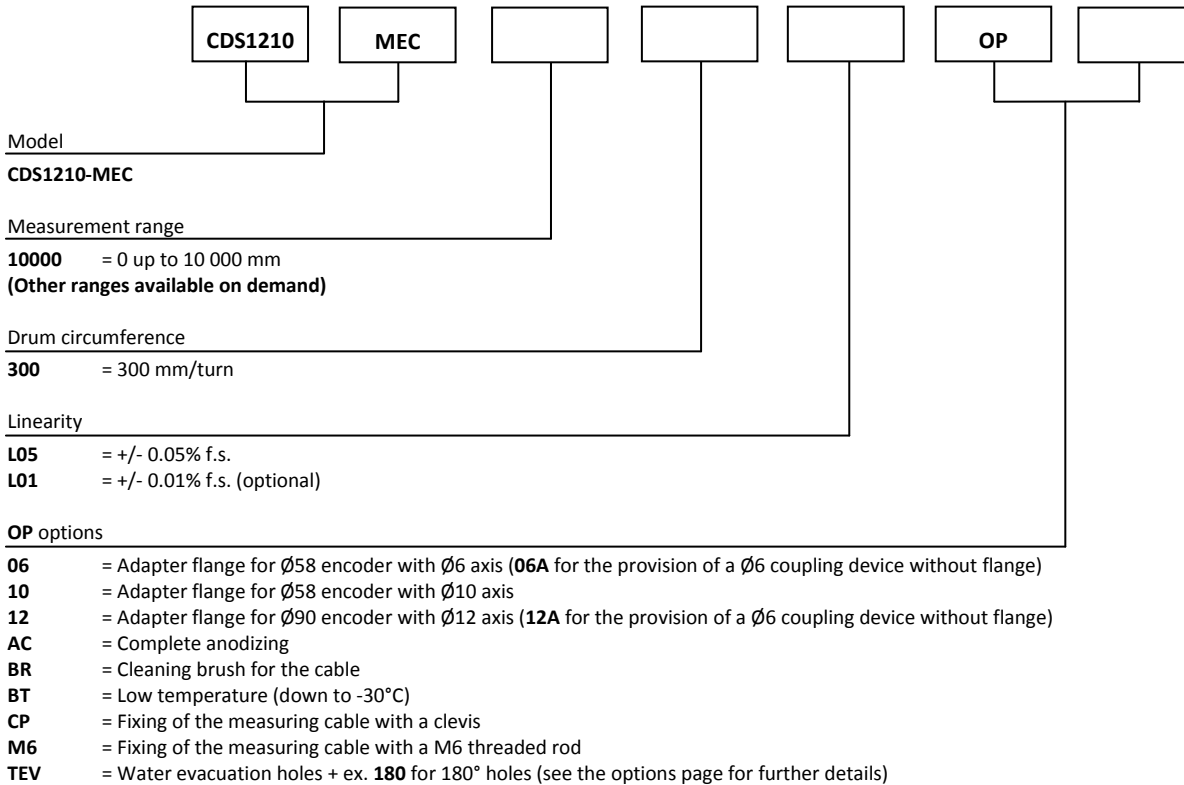 CDS1210 MEC OP
Model
CDS1210-MEC
Measurement range
10000 = 0 up to 10 000 mm
(Other ranges available on demand)
Drum circumference
300 = 300 mm/turn
Linearity
L05 = +/- 0.05% f.s.
L01 = +/- 0.01% f.s. (optional)
OP options
06 = Adapter flange for Ø58 encoder with Ø6 axis (06A for the provision of a Ø6 coupling device without flange)
10 = Adapter flange for Ø58 encoder with Ø10 axis
12 = Adapter flange for Ø90 encoder with Ø12 axis (12A for the provision of a Ø6 coupling device without flange)
AC = Complete anodizing
BR = Cleaning brush for the cable
BT = Low temperature (down to -30°C)
CP = Fixing of the measuring cable with a clevis
M6 = Fixing of the measuring cable with a M6 threaded rod
TEV = Water evacuation holes + ex. 180 for 180° holes (see the options page for further details)